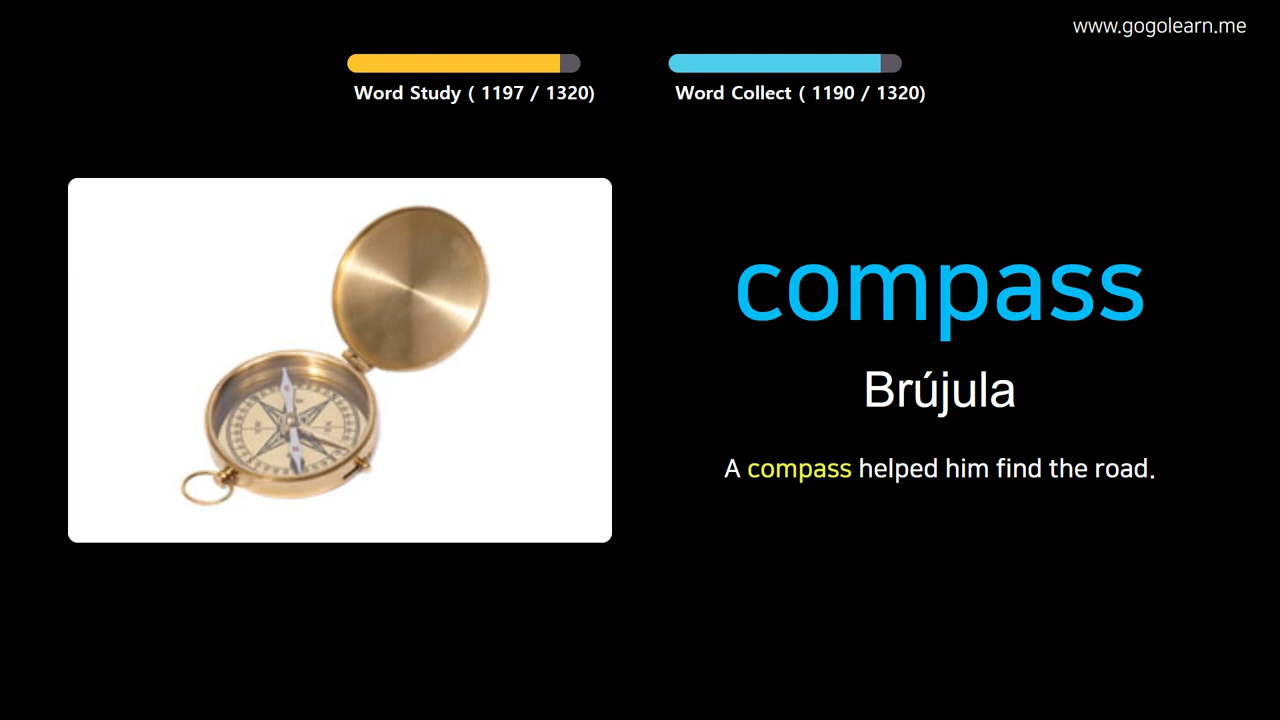 www.gogolearn.me
Word Study ( 1197 / 1320)
Word Collect ( 1190 / 1320)
compass
Brújula
A compass helped him find the road.